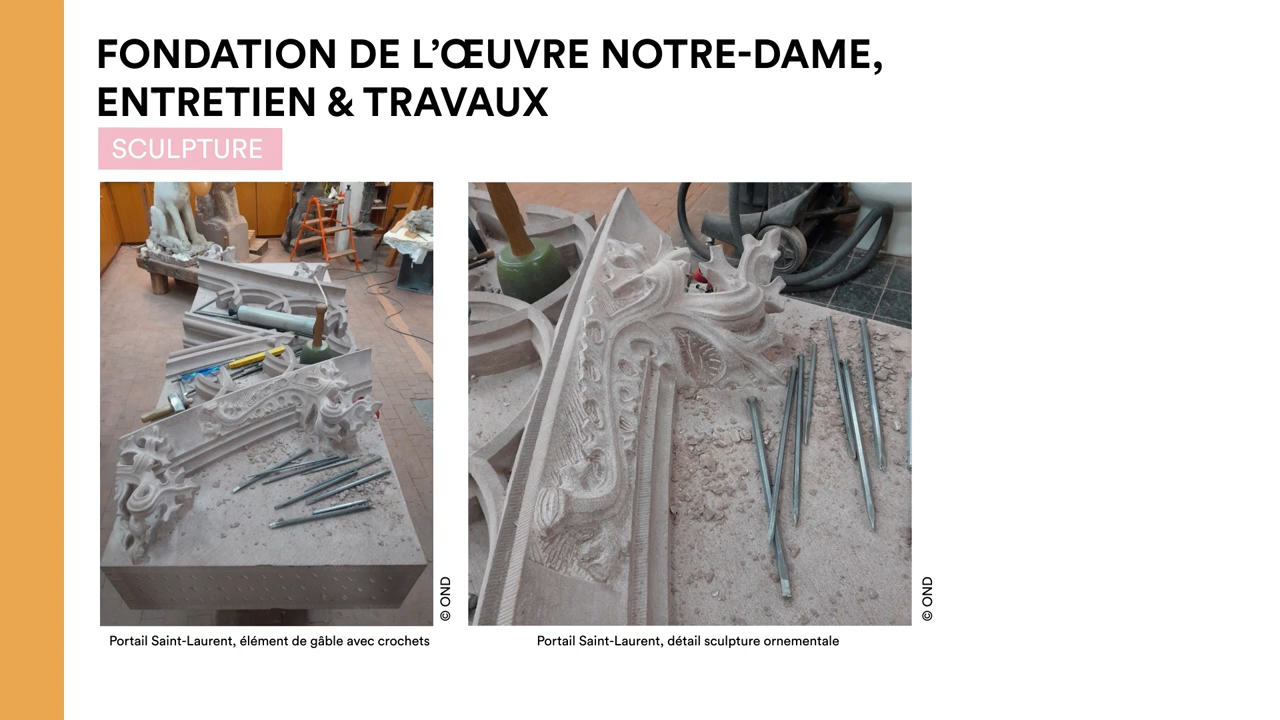 FONDATION DE L’ŒUVRE NOTRE-DAME,
ENTRETIEN & TRAVAUX
SCULPTURE
© OND
Portail Saint-Laurent, élément de gâble avec crochets
© OND
Portail Saint-Laurent, détail sculpture ornementale